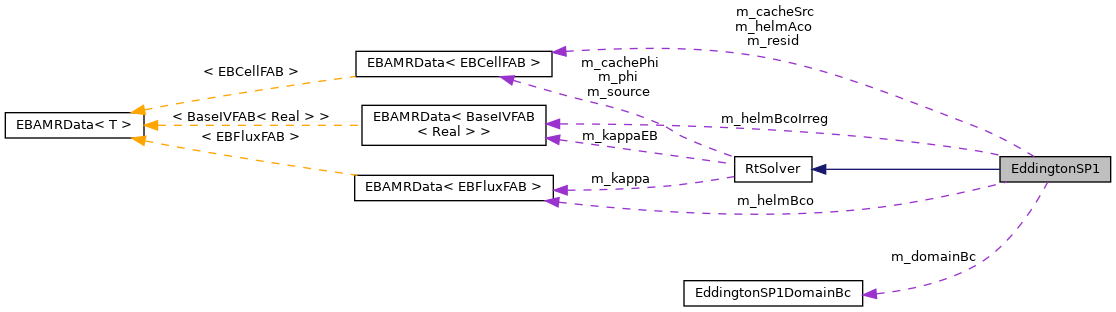 m_cacheSrc
m_helmAco
m_resid
EBAMRData< EBCellFAB >
m_cachePhi
m_phi
m_source
< EBCellFAB >
EBAMRData< T >
< BaseIVFAB< Real > >
EBAMRData< BaseIVFAB
< Real > >
m_helmBcoIrreg
< EBFluxFAB >
m_kappaEB
RtSolver
EddingtonSP1
EBAMRData< EBFluxFAB >
m_kappa
m_helmBco
m_domainBc
EddingtonSP1DomainBc